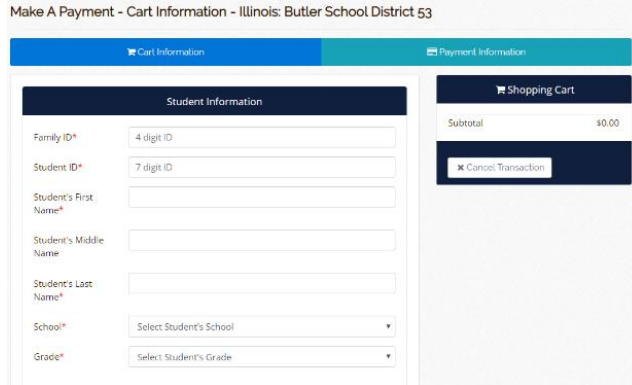 Make A Payment - Cart Information - Illinois: Butler School District 53
Cart Information
Payment Information
Student Information
Family ID*
4 digit ID
Student ID*
7 digit ID
Student's First
Name*
Student's Middle
Name
Student's Last
Name*
School*
Select Student's School
Grade*
Select Student's Grade
Shopping Cart
Subtotal $0.00
× Cancel Transaction